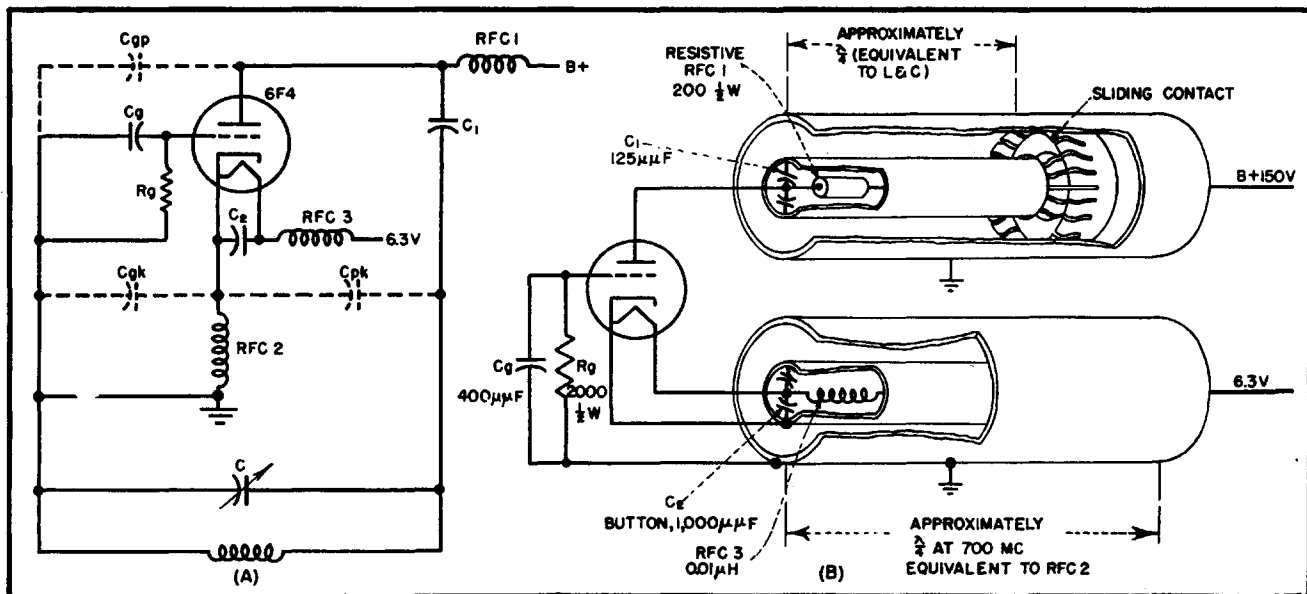 Cgp
RFC 1
B+
6F4
Cg
C1
Rg
C2
RFC 3
6.3V
Cgk
Cpk
RFC 2
C
(A)
APPROXIMATELY
λ/4 (EQUIVALENT
TO L & C)
RESISTIVE
RFC 1
200 ½W
SLIDING CONTACT
C1
125μμF
B+150V
Cg
400μμF
Rg
2000
½W
6.3V
C2
BUTTON, 1,000μμF
RFC 3
0.01μH
(B)
APPROXIMATELY
λ/4 AT 700 MC
EQUIVALENT TO RFC 2